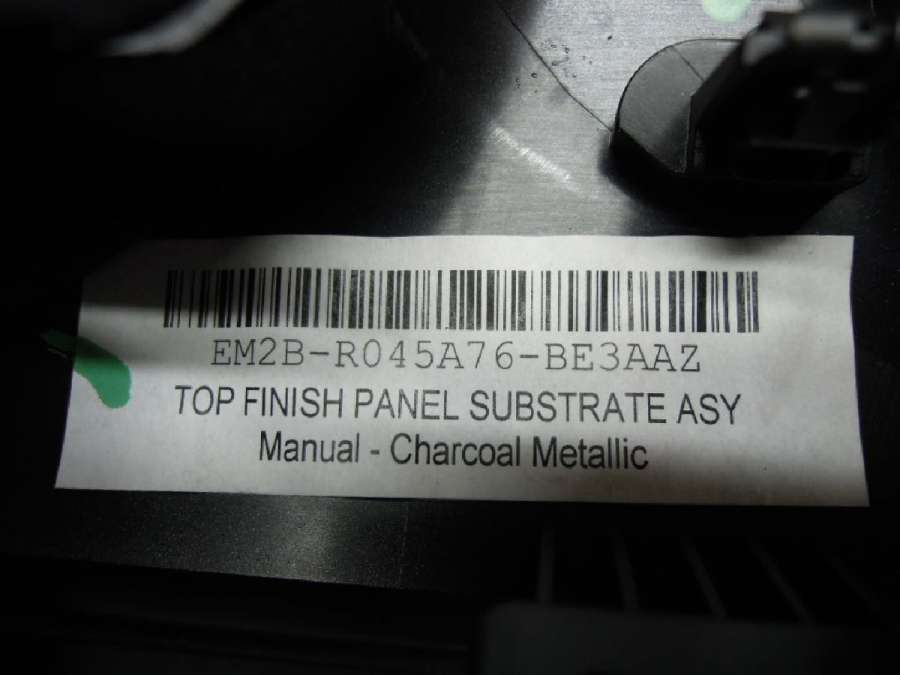 EM2B-R045A76-BE3AAZ
TOP FINISH PANEL SUBSTRATE ASY
Manual - Charcoal Metallic